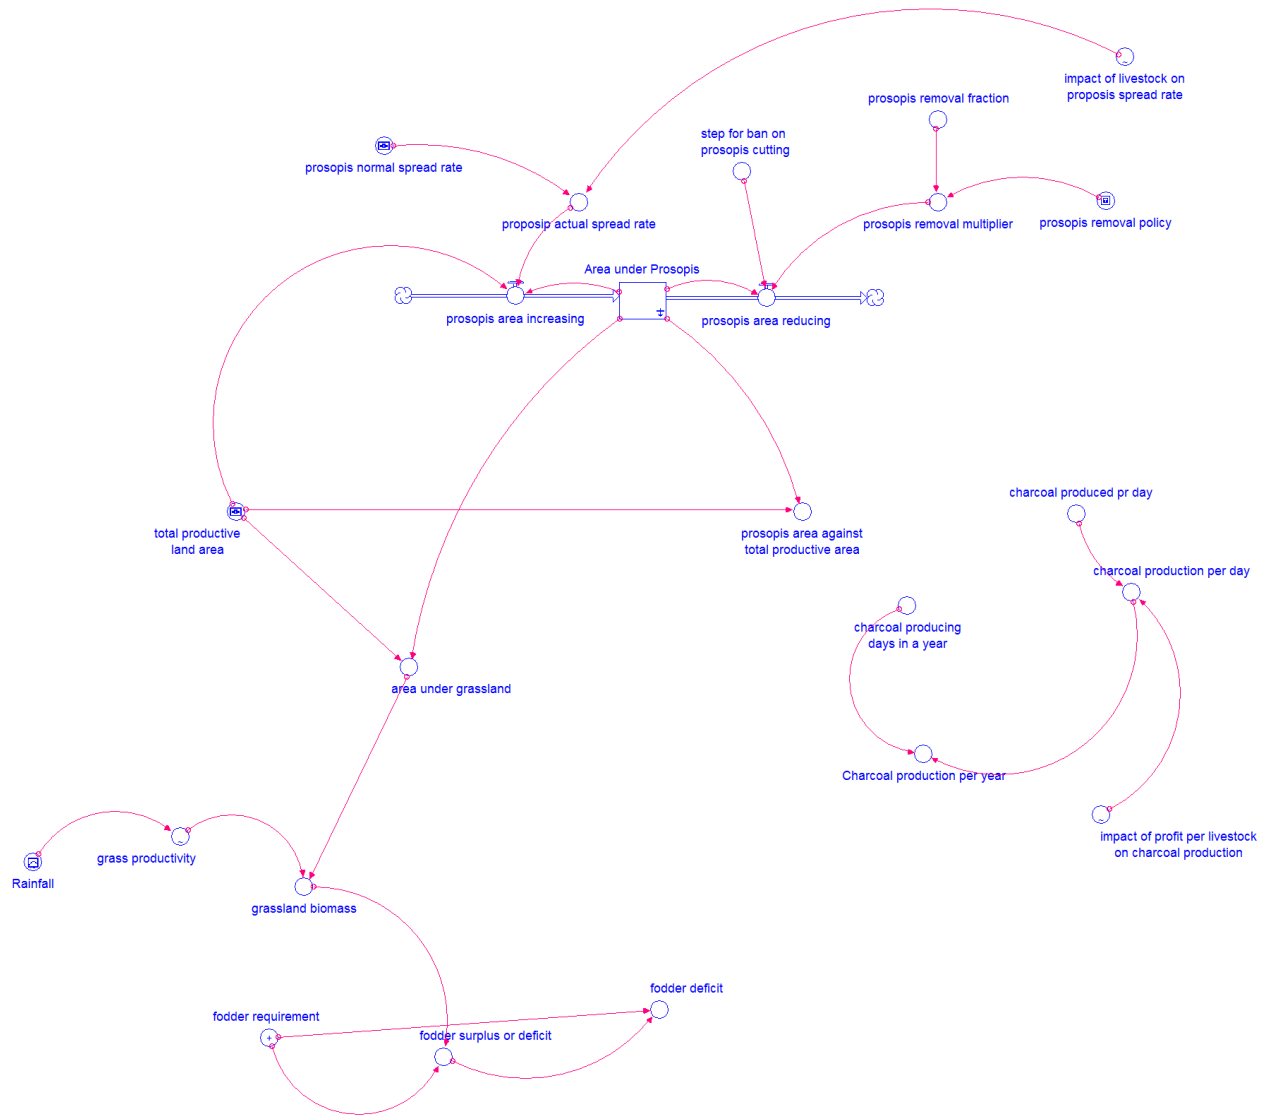 impact of livestock on
proposis spread rate
prosopis removal fraction
step for ban on
prosopis cutting
prosopis normal spread rate
proposip actual spread rate
prosopis removal multiplier
prosopis removal policy
Area under Prosopis
prosopis area increasing
prosopis area reducing
charcoal produced pr day
total productive
land area
prosopis area against
total productive area
charcoal production per day
charcoal producing
days in a year
area under grassland
Charcoal production per year
impact of profit per livestock
on charcoal production
grass productivity
Rainfall
grassland biomass
fodder deficit
fodder requirement
fodder surplus or deficit